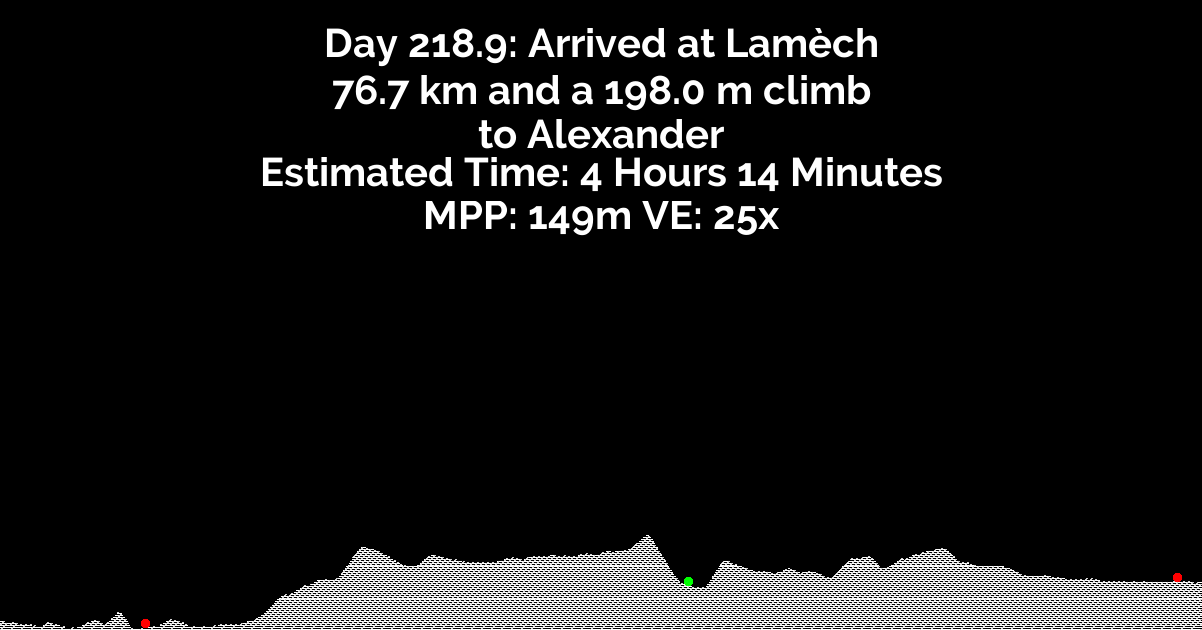 Day 218.9: Arrived at Lamèch
76.7 km and a 198.0 m climb
to Alexander
Estimated Time: 4 Hours 14 Minutes
MPP: 149m VE: 25x